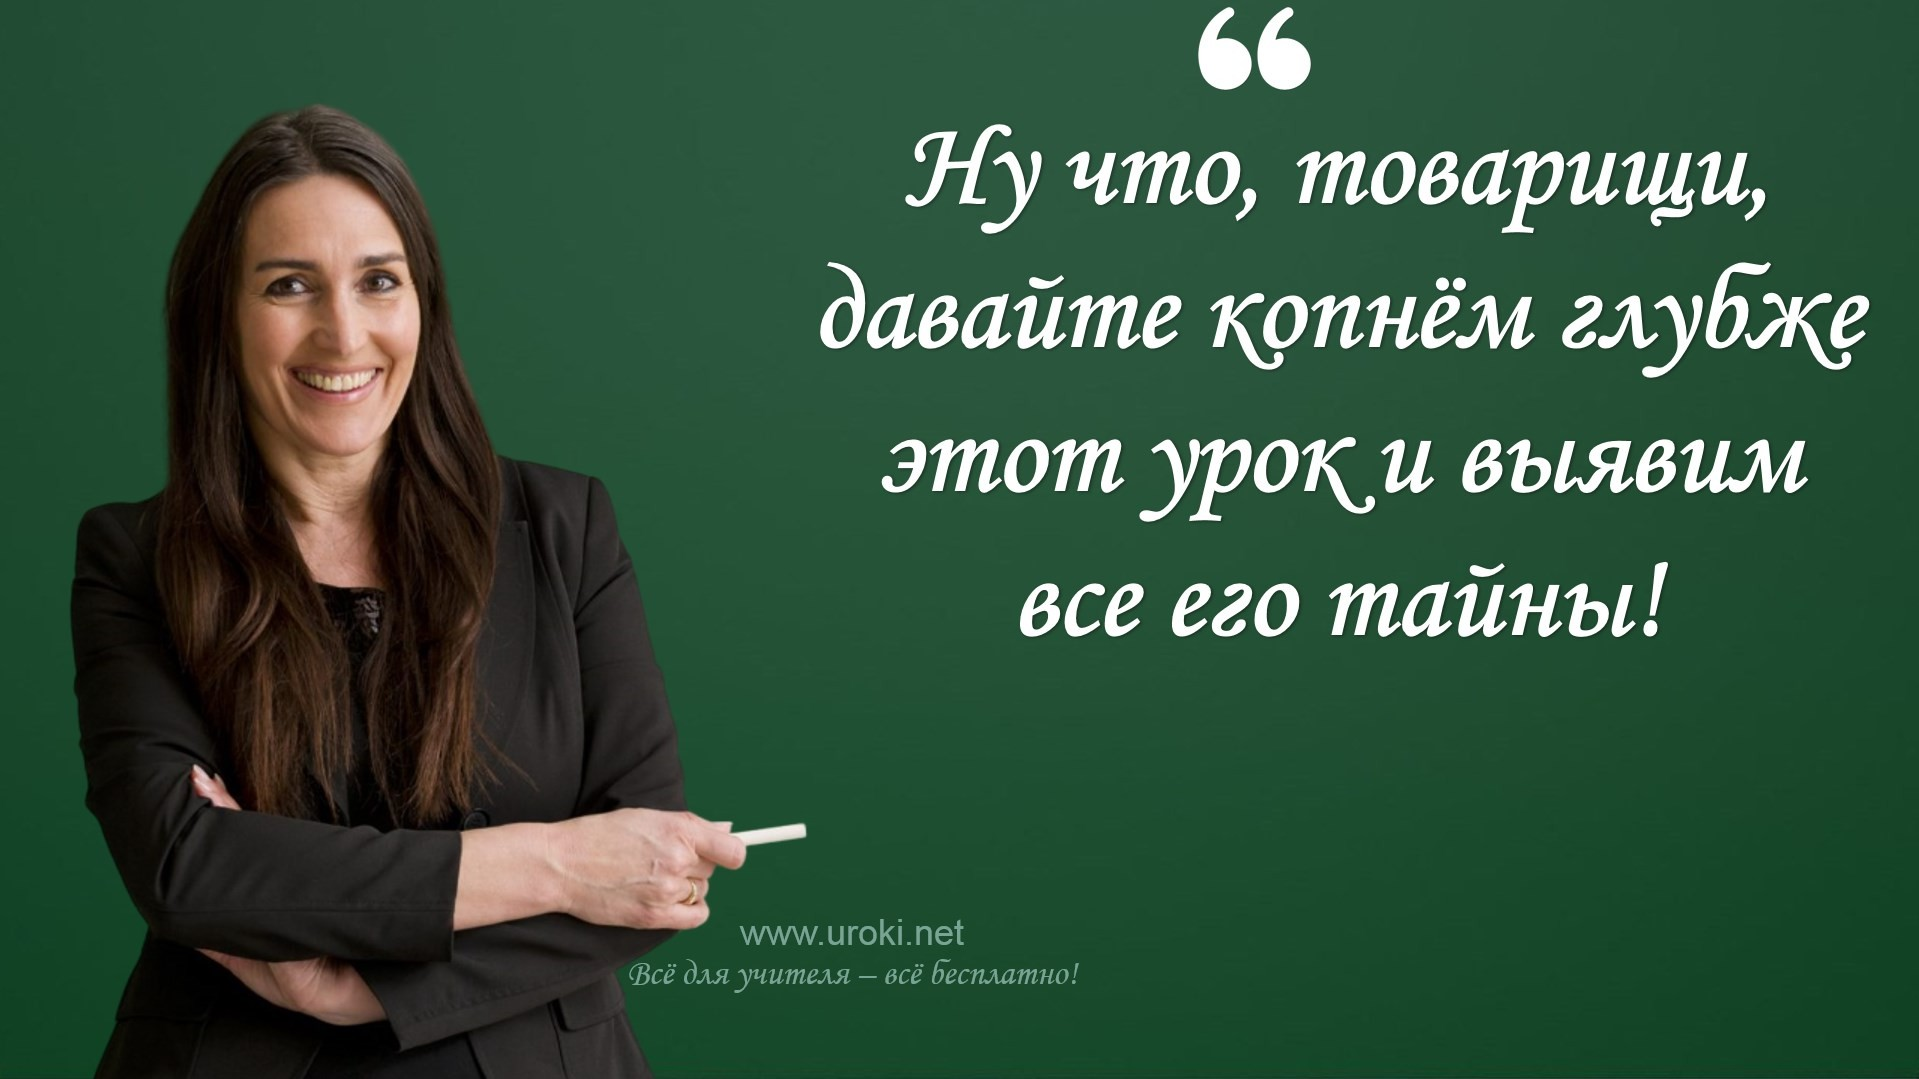 Ну что, товарищи,
давайте копнём глубже
этот урок и выявим
все его тайны!
www.uroki.net
Всё для учителя – всё бесплатно!